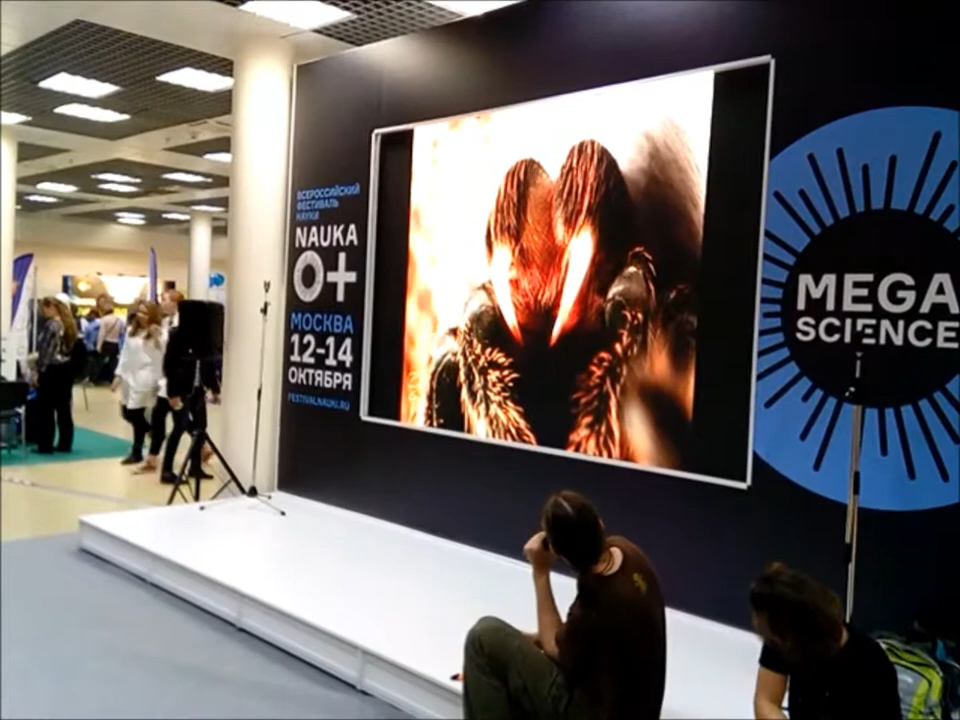 ВСЕРОССИЙСКИЙ
ФЕСТИВАЛЬ
НАУКИ
NAUKA
0+
МОСКВА
12-14
ОКТЯБРЯ
FESTIVALNAUKI.RU
MEGA
SCIENCE